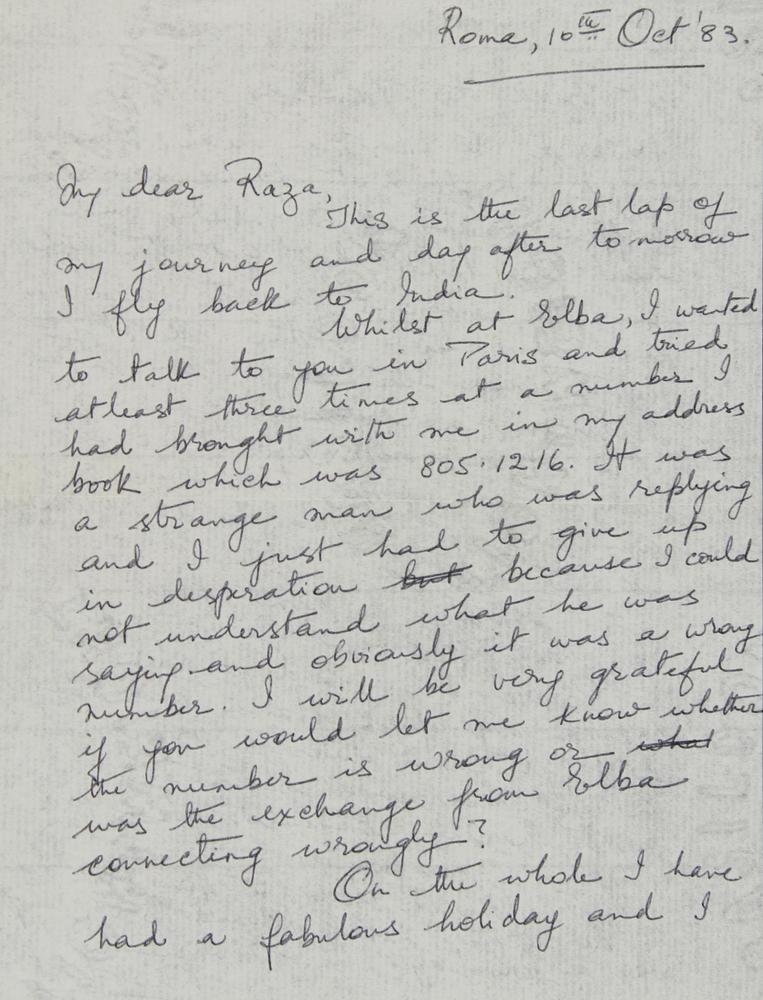 Roma, 10th Oct '83.
My dear Raza,
This is the last lap of
my journey and day after tomorrow
I fly back to India.
Whilst at Elba, I wanted
to talk to you in Paris and tried
atleast three times at a number I
had brought with me in my address
book which was 805.1216. It was
a strange man who was replying
and I just had to give up
in desperation but because I could
not understand what he was
saying and obviously it was a wrong
number. I will be very grateful
if you would let me know whether
the number is wrong or what
was the exchange from Elba
connecting wrongly?
On the whole I have
had a fabulous holiday and I